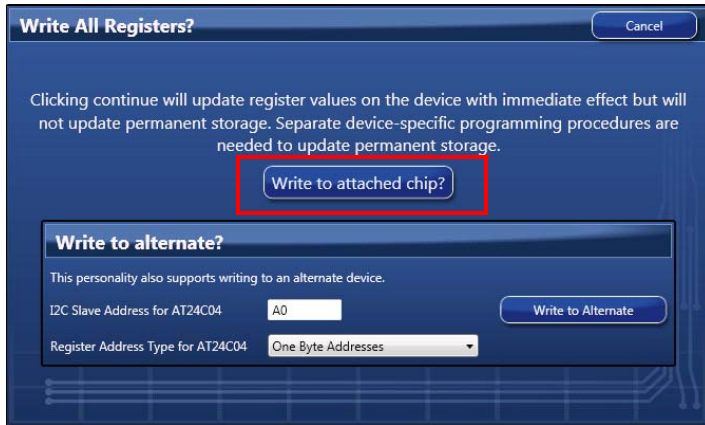 Write All Registers?
Cancel
Clicking continue will update register values on the device with immediate effect but will
not update permanent storage. Separate device-specific programming procedures are
needed to update permanent storage.
Write to attached chip?
Write to alternate?
This personality also supports writing to an alternate device.
I2C Slave Address for AT24C04
A0
Write to Alternate
Register Address Type for AT24C04
One Byte Addresses